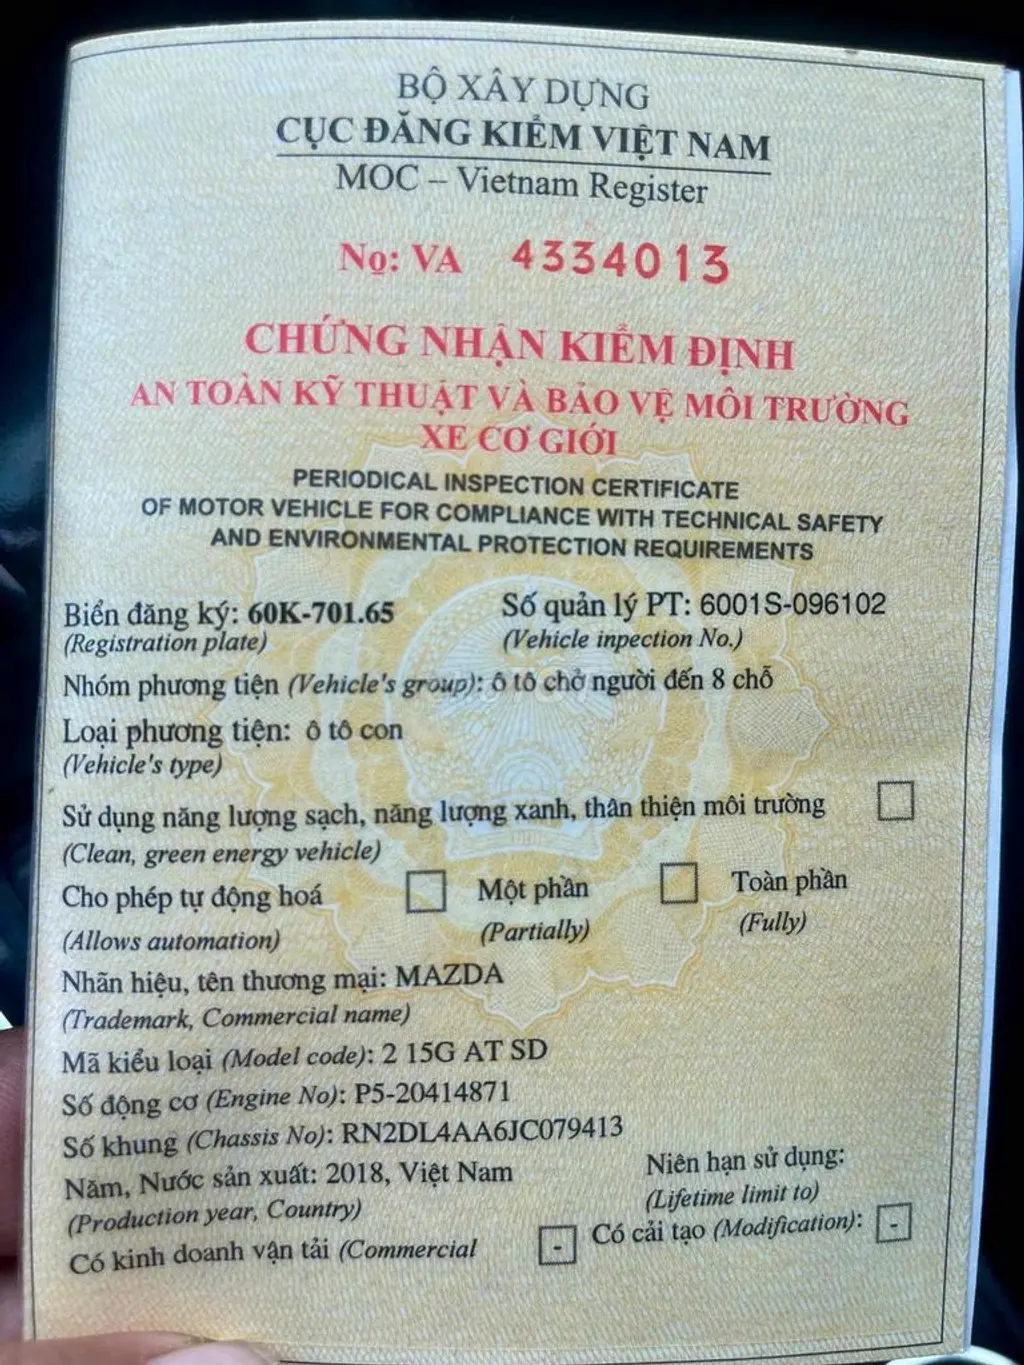 BỘ XÂY DỰNG
CỤC ĐĂNG KIỂM VIỆT NAM
MOC – Vietnam Register
No: VA 4334013
CHỨNG NHẬN KIỂM ĐỊNH
AN TOÀN KỸ THUẬT VÀ BẢO VỆ MÔI TRƯỜNG
XE CƠ GIỚI
PERIODICAL INSPECTION CERTIFICATE
OF MOTOR VEHICLE FOR COMPLIANCE WITH TECHNICAL SAFETY
AND ENVIRONMENTAL PROTECTION REQUIREMENTS
Biển đăng ký: 60K-701.65 Số quản lý PT: 6001S-096102
(Registration plate) (Vehicle inpection No.)
Nhóm phương tiện (Vehicle's group): ô tô chở người đến 8 chỗ
Loại phương tiện: ô tô con
(Vehicle's type)
Sử dụng năng lượng sạch, năng lượng xanh, thân thiện môi trường
(Clean, green energy vehicle)
Cho phép tự động hoá Một phần Toàn phần
(Allows automation) (Partially) (Fully)
Nhãn hiệu, tên thương mại: MAZDA
(Trademark, Commercial name)
Mã kiểu loại (Model code): 2 15G AT SD
Số động cơ (Engine No): P5-20414871
Số khung (Chassis No): RN2DL4AA6JC079413
Năm, Nước sản xuất: 2018, Việt Nam Niên hạn sử dụng:
(Production year, Country) (Lifetime limit to)
Có kinh doanh vận tải (Commercial - Có cải tạo (Modification): -